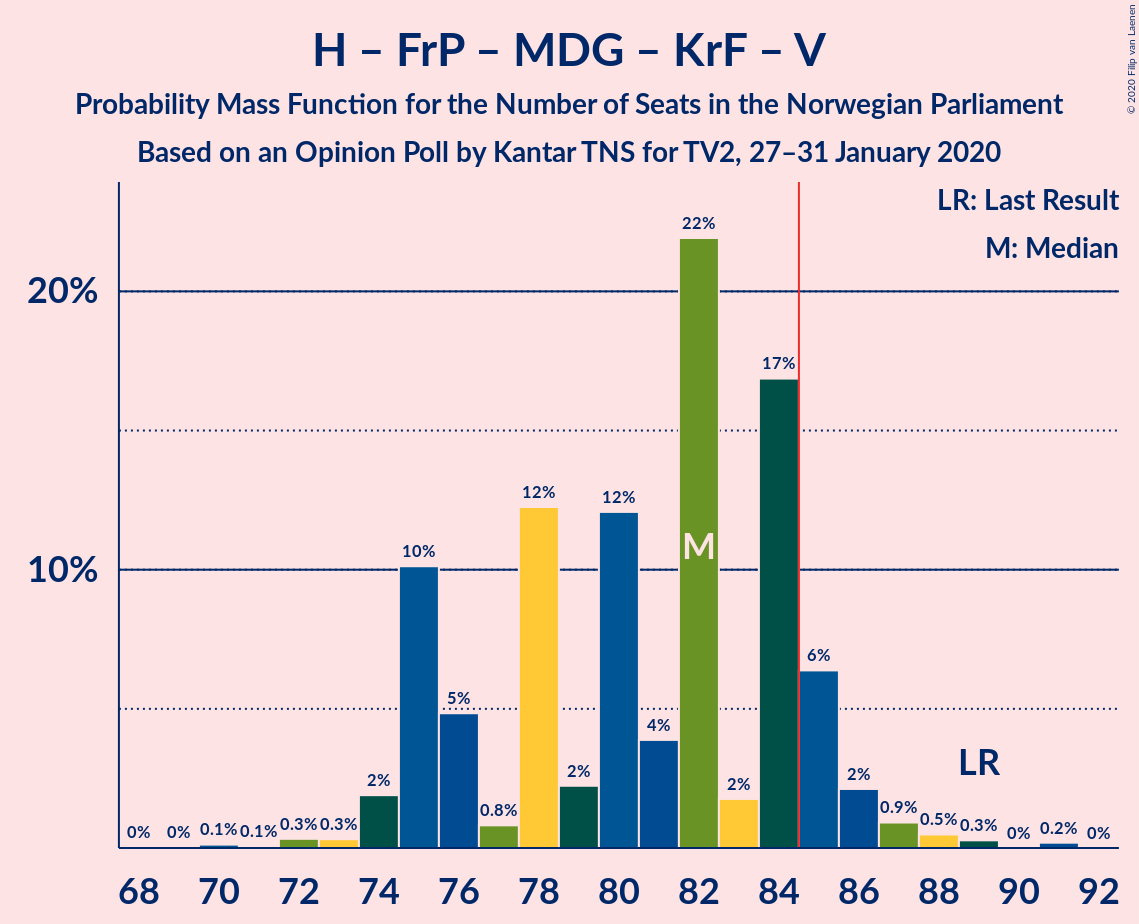 H – FrP – MDG – KrF – V
Probability Mass Function for the Number of Seats in the Norwegian Parliament
Based on an Opinion Poll by Kantar TNS for TV2, 27–31 January 2020
© 2020 Filip van Laenen
LR: Last Result
M: Median
20%
10%
0% 0% 0.1% 0.1% 0.3% 0.3% 2% 10% 5% 0.8% 12% 2% 12% 4% 22% 2% 17% 6% 2% 0.9% 0.5% 0.3% 0% 0.2% 0%
M
LR
68 70 72 74 76 78 80 82 84 86 88 90 92